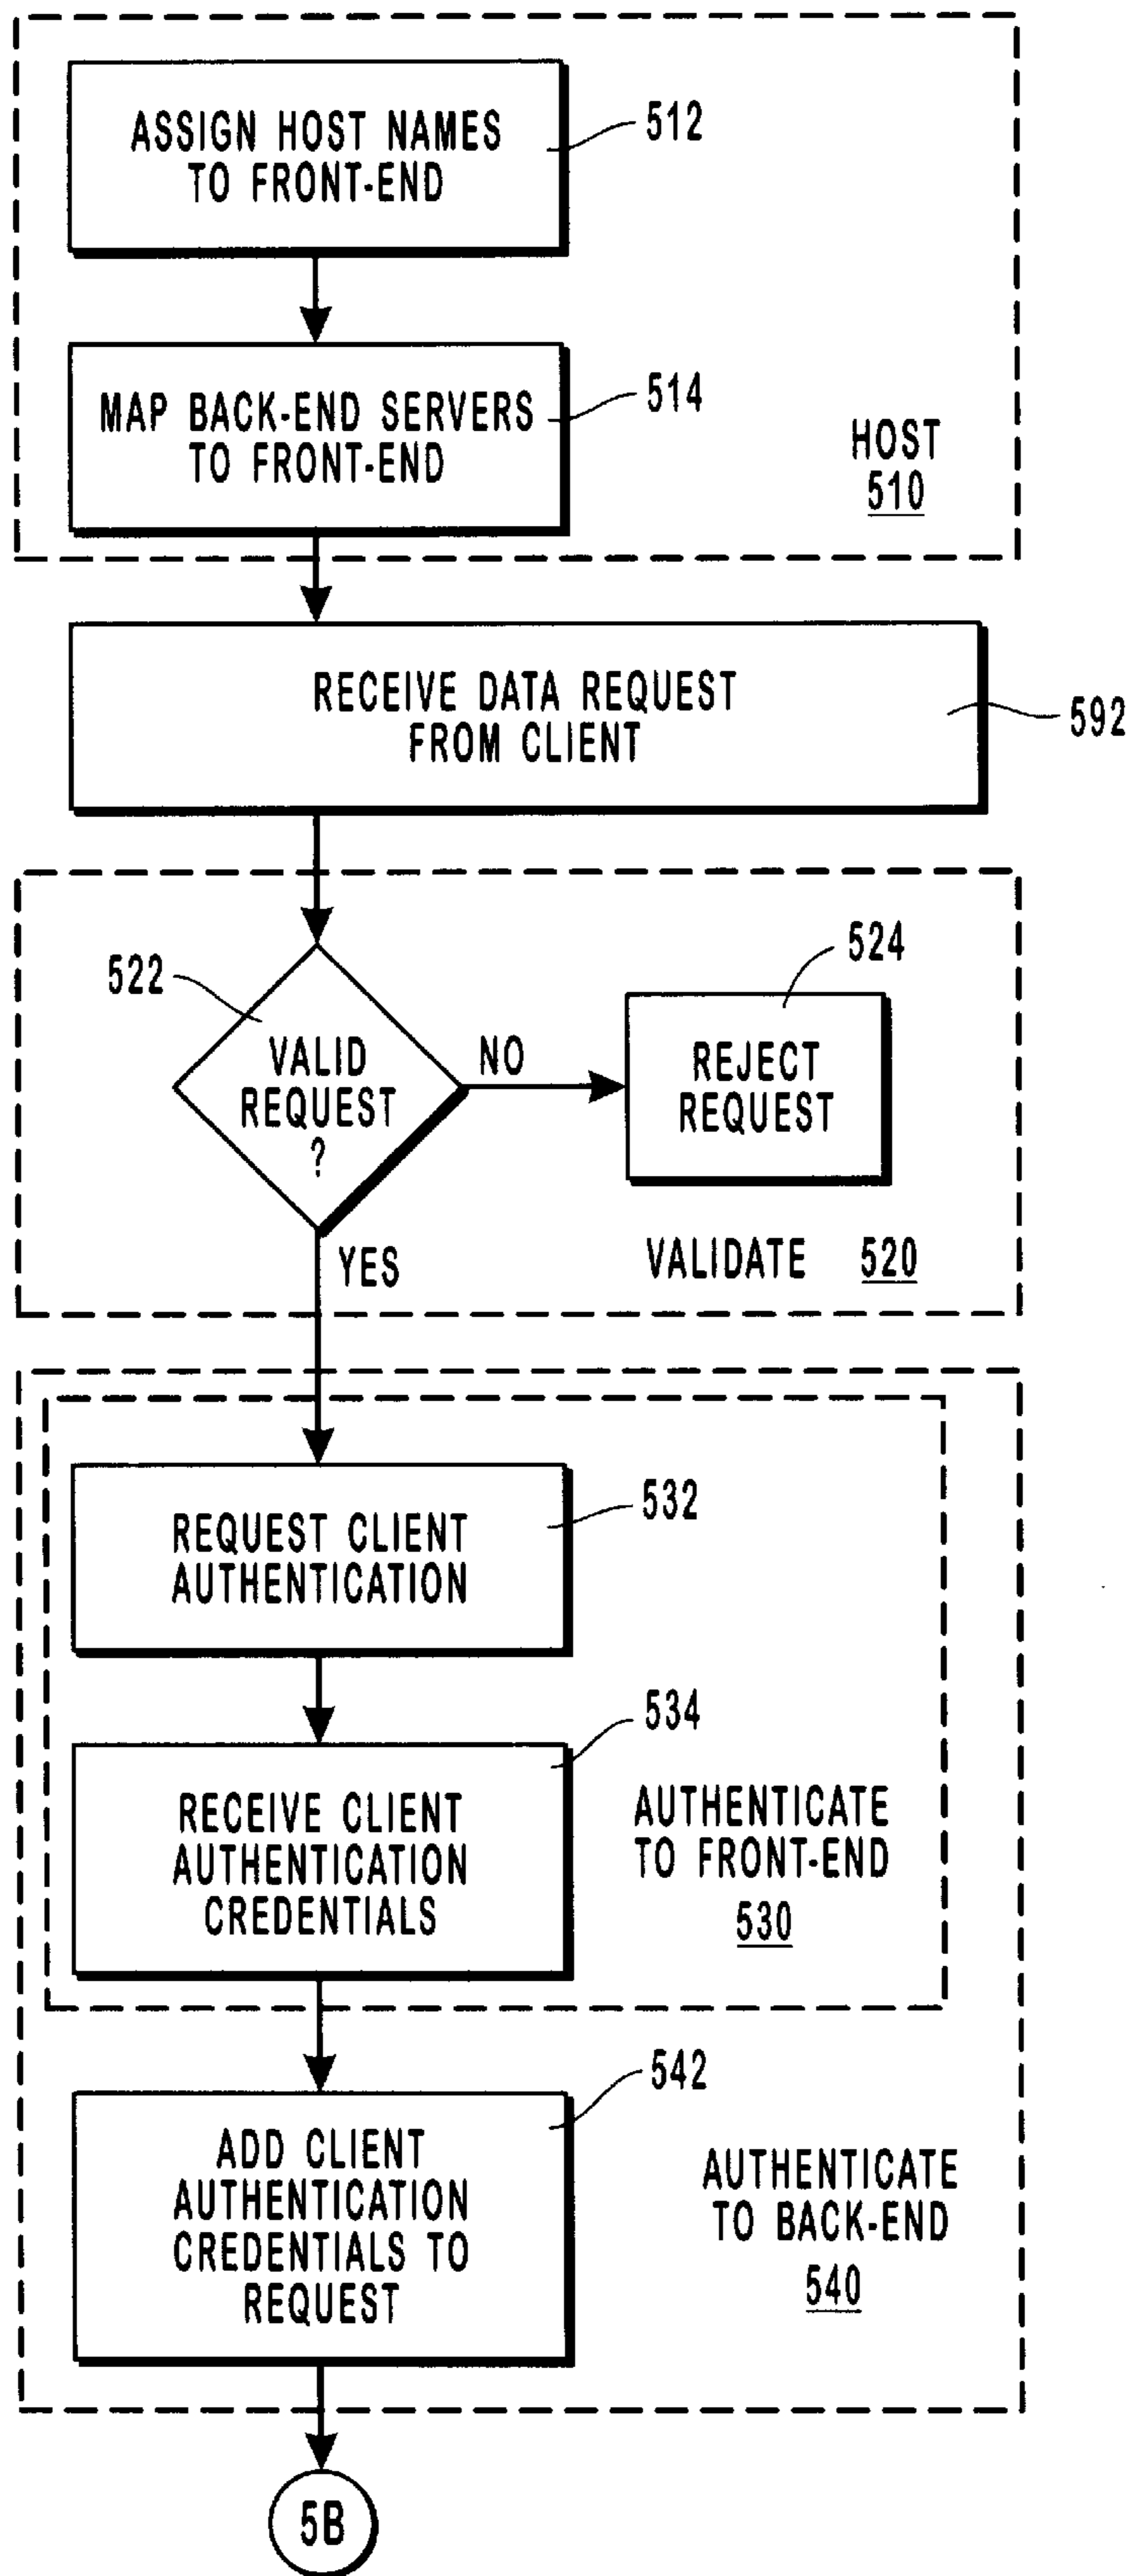 ASSIGN HOST NAMES
TO FRONT-END
512
MAP BACK-END SERVERS
TO FRONT-END
514
HOST
510
RECEIVE DATA REQUEST
FROM CLIENT
592
522
VALID
REQUEST
?
NO
524
REJECT
REQUEST
YES
VALIDATE 520
REQUEST CLIENT
AUTHENTICATION
532
534
RECEIVE CLIENT
AUTHENTICATION
CREDENTIALS
AUTHENTICATE
TO FRONT-END
530
542
ADD CLIENT
AUTHENTICATION
CREDENTIALS TO
REQUEST
AUTHENTICATE
TO BACK-END
540
5B